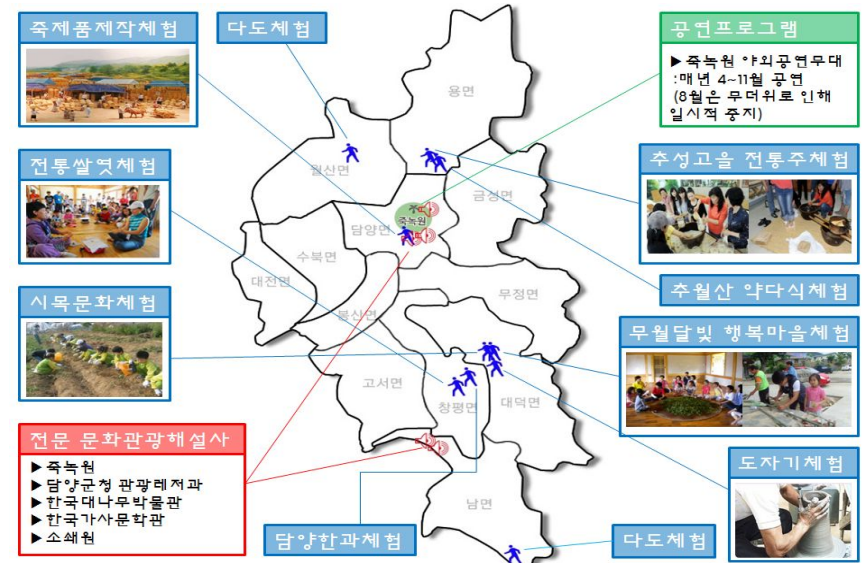 죽제품제작체험
다도체험
공연프로그램
▶죽녹원 야외공연무대
:매년 4~11월 공연
(8월은 무더위로 인해
일시적 중지)
용면
전통쌀엿체험
월산면
추성고을 전통주체험
금성면
죽녹원
담양면
수북면
대전면
무정면
추월산 약다식체험
시목문화체험
봉산면
무월달빛 행복마을체험
고서면
창평면
대덕면
전문 문화관광해설사
▶죽녹원
▶담양군청 관광레저과
▶한국대나무박물관
▶한국가사문학관
▶소쇄원
도자기체험
남면
담양한과체험
다도체험